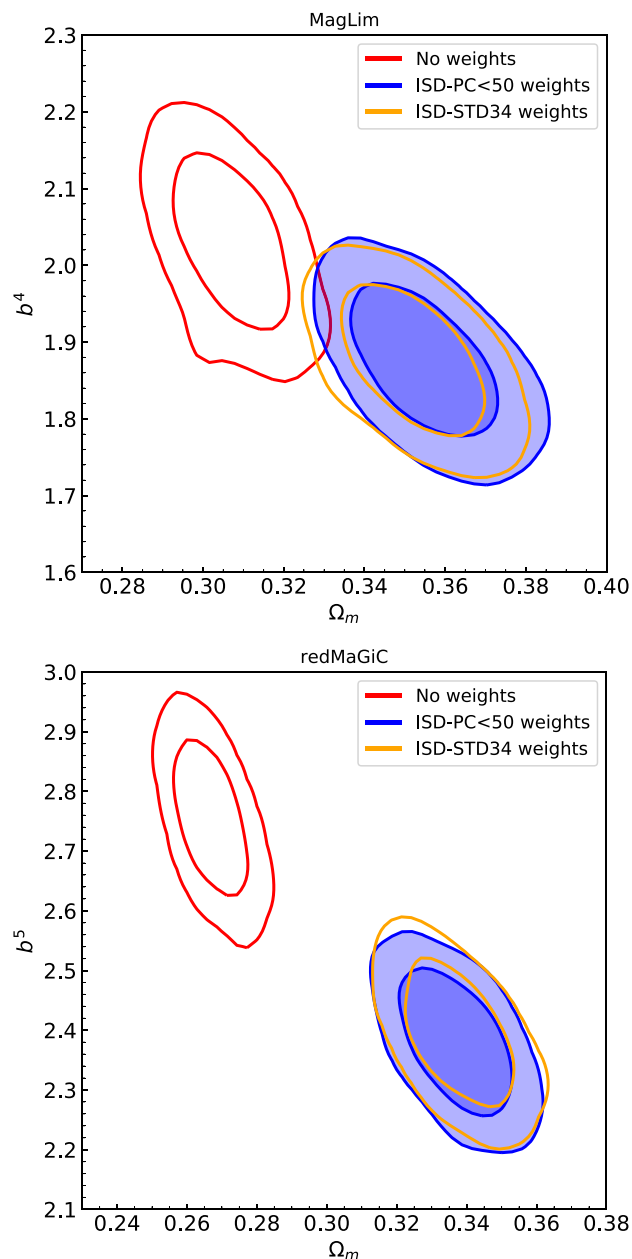 MagLim
2.3
2.2
2.1
2.0
1.9
1.8
1.7
1.6
b⁴
No weights
ISD-PC<50 weights
ISD-STD34 weights
0.28 0.30 0.32 0.34 0.36 0.38 0.40
Ωₘ
redMaGiC
3.0
2.9
2.8
2.7
2.6
2.5
2.4
2.3
2.2
2.1
b⁵
No weights
ISD-PC<50 weights
ISD-STD34 weights
0.24 0.26 0.28 0.30 0.32 0.34 0.36 0.38
Ωₘ